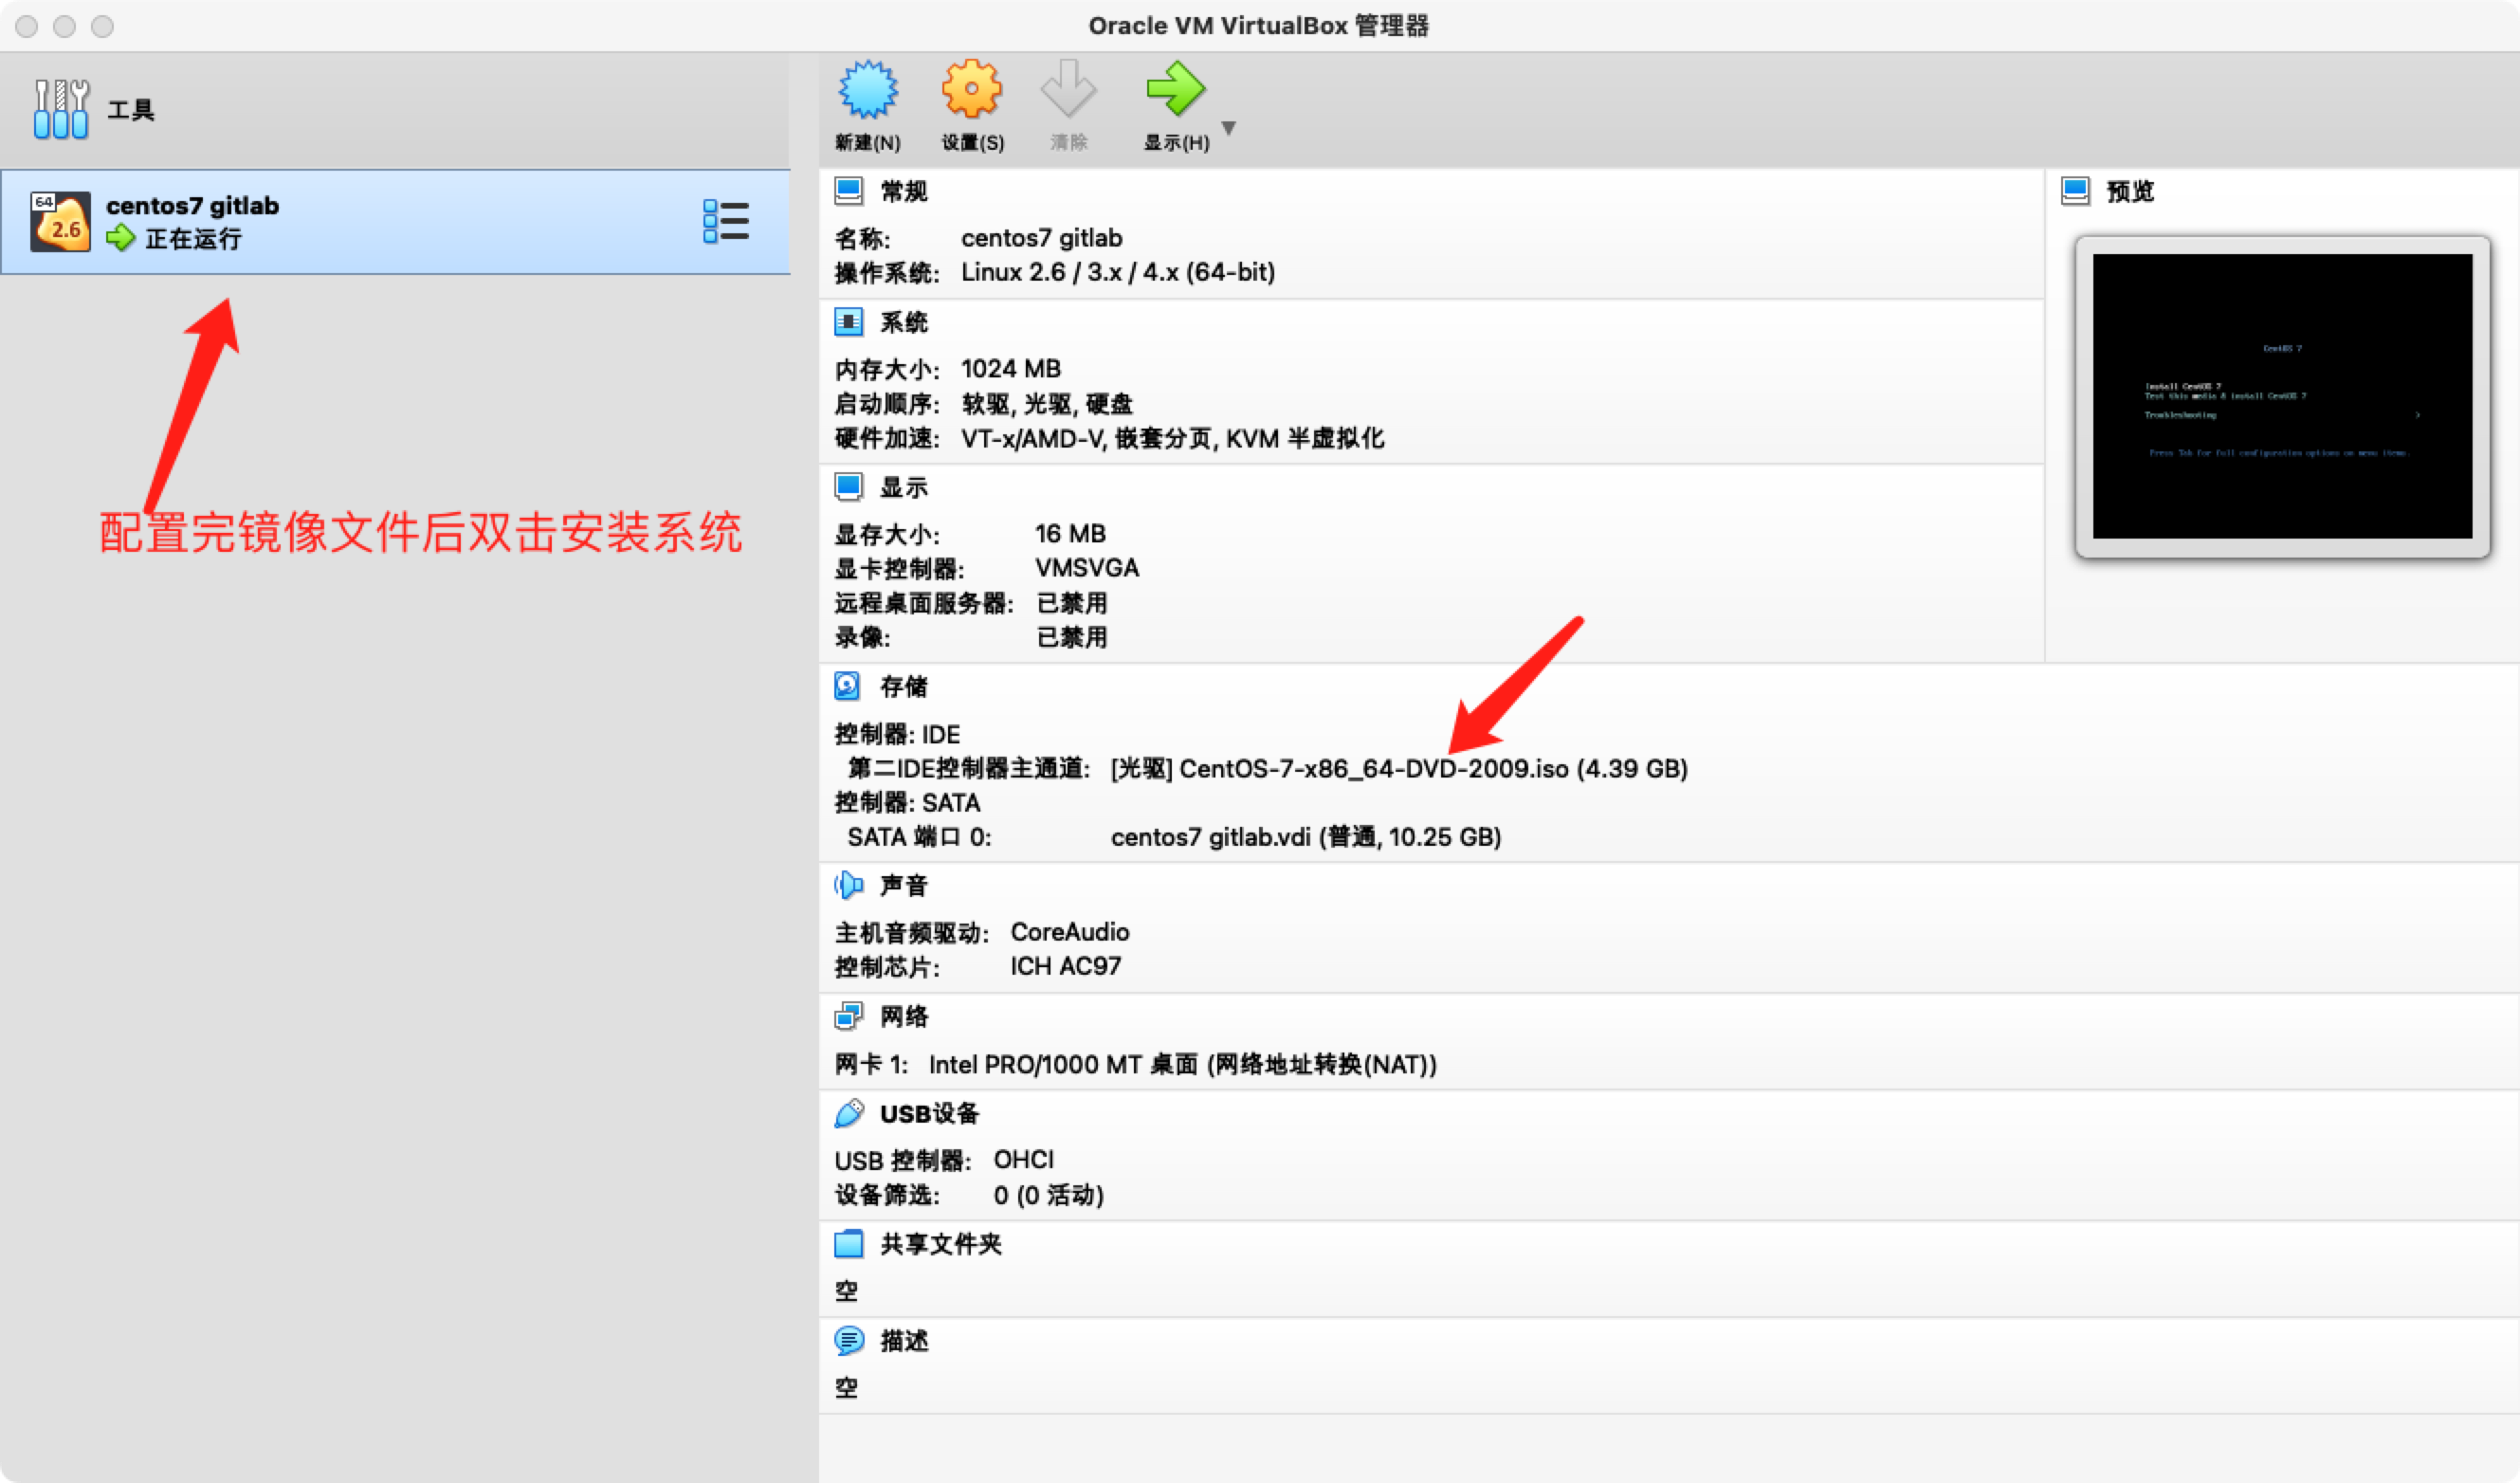 Oracle VM VirtualBox 管理器
工具
新建(N)
设置(S)
清除
显示(H)
64
2.6
centos7 gitlab
正在运行
配置完镜像文件后双击安装系统
常规
名称: centos7 gitlab
操作系统: Linux 2.6 / 3.x / 4.x (64-bit)
系统
内存大小: 1024 MB
启动顺序: 软驱, 光驱, 硬盘
硬件加速: VT-x/AMD-V, 嵌套分页, KVM 半虚拟化
显示
显存大小: 16 MB
显卡控制器: VMSVGA
远程桌面服务器: 已禁用
录像: 已禁用
存储
控制器: IDE
第二IDE控制器主通道: [光驱] CentOS-7-x86_64-DVD-2009.iso (4.39 GB)
控制器: SATA
SATA 端口 0: centos7 gitlab.vdi (普通, 10.25 GB)
声音
主机音频驱动: CoreAudio
控制芯片: ICH AC97
网络
网卡 1: Intel PRO/1000 MT 桌面 (网络地址转换(NAT))
USB设备
USB 控制器: OHCI
设备筛选: 0 (0 活动)
共享文件夹
空
描述
空
预览
CentOS 7
Install CentOS 7
Test this media & install CentOS 7
Troubleshooting >
Press Tab for full configuration options on menu items.